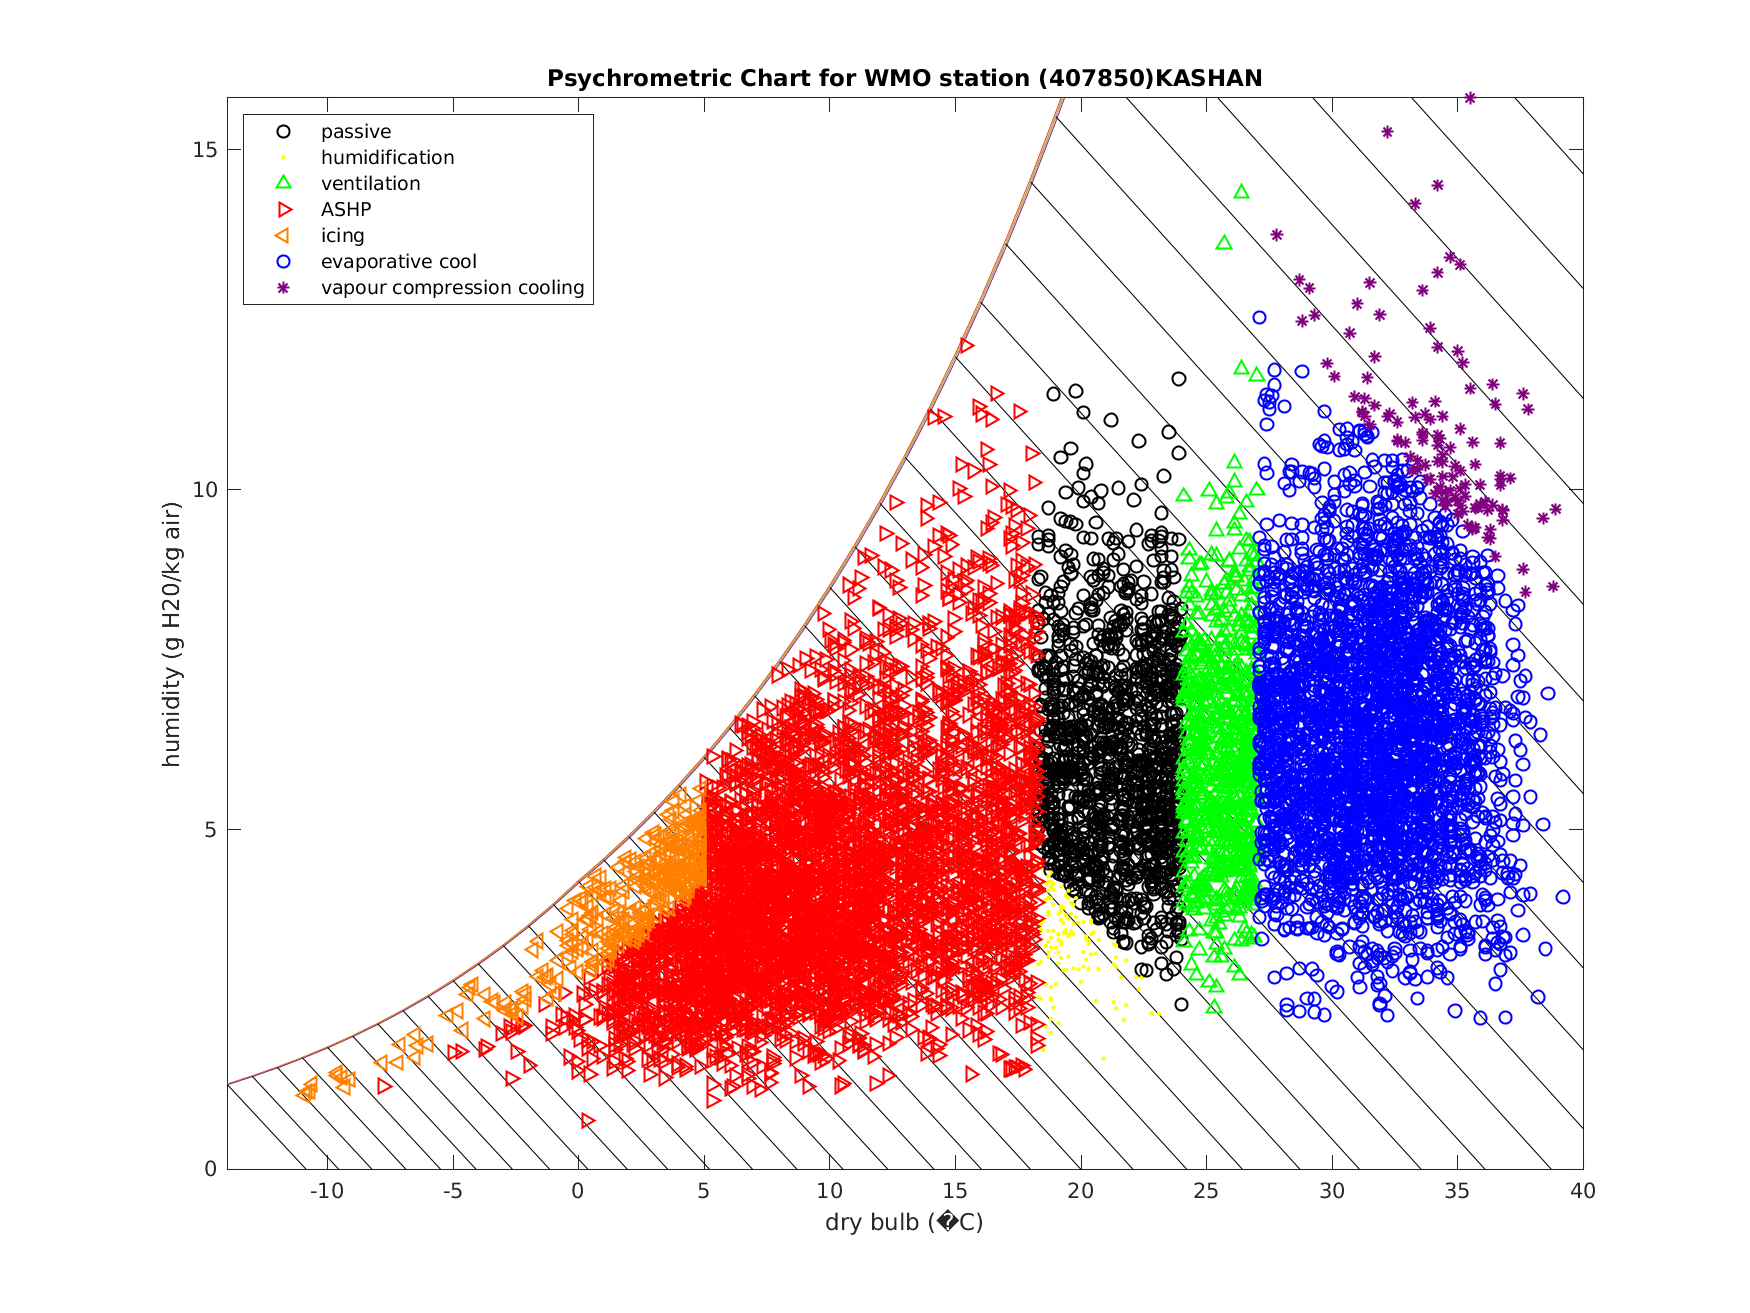 Psychrometric Chart for WMO station (407850)KASHAN
passive
humidification
ventilation
ASHP
icing
evaporative cool
vapour compression cooling
15
10
5
0
humidity (g H20/kg air)
-10 -5 0 5 10 15 20 25 30 35 40
dry bulb (�C)